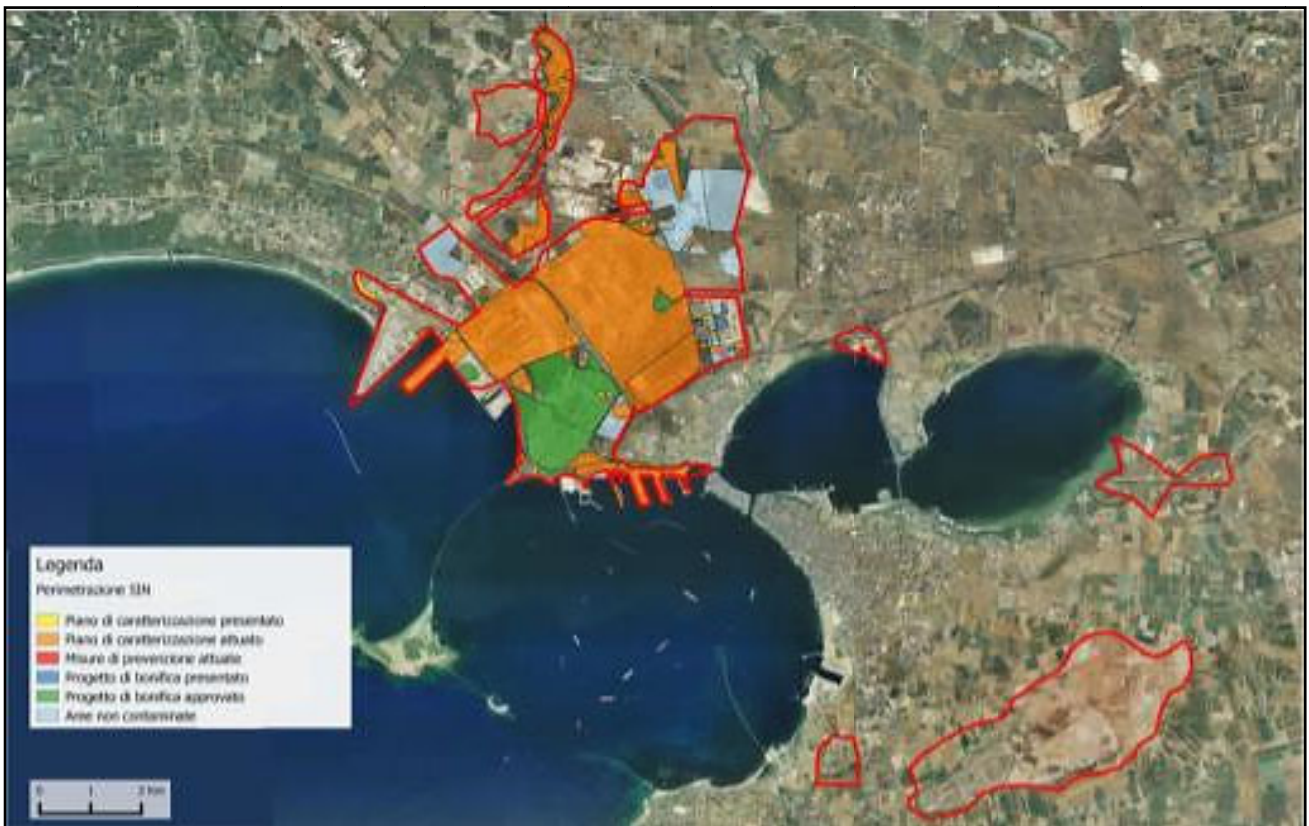 Legenda
Perimetrazione SIN
Piano di caratterizzazione presentato
Piano di caratterizzazione attuato
Misure di prevenzione attuate
Progetto di bonifica presentato
Progetto di bonifica approvato
Aree non contaminate
0 1 2 km